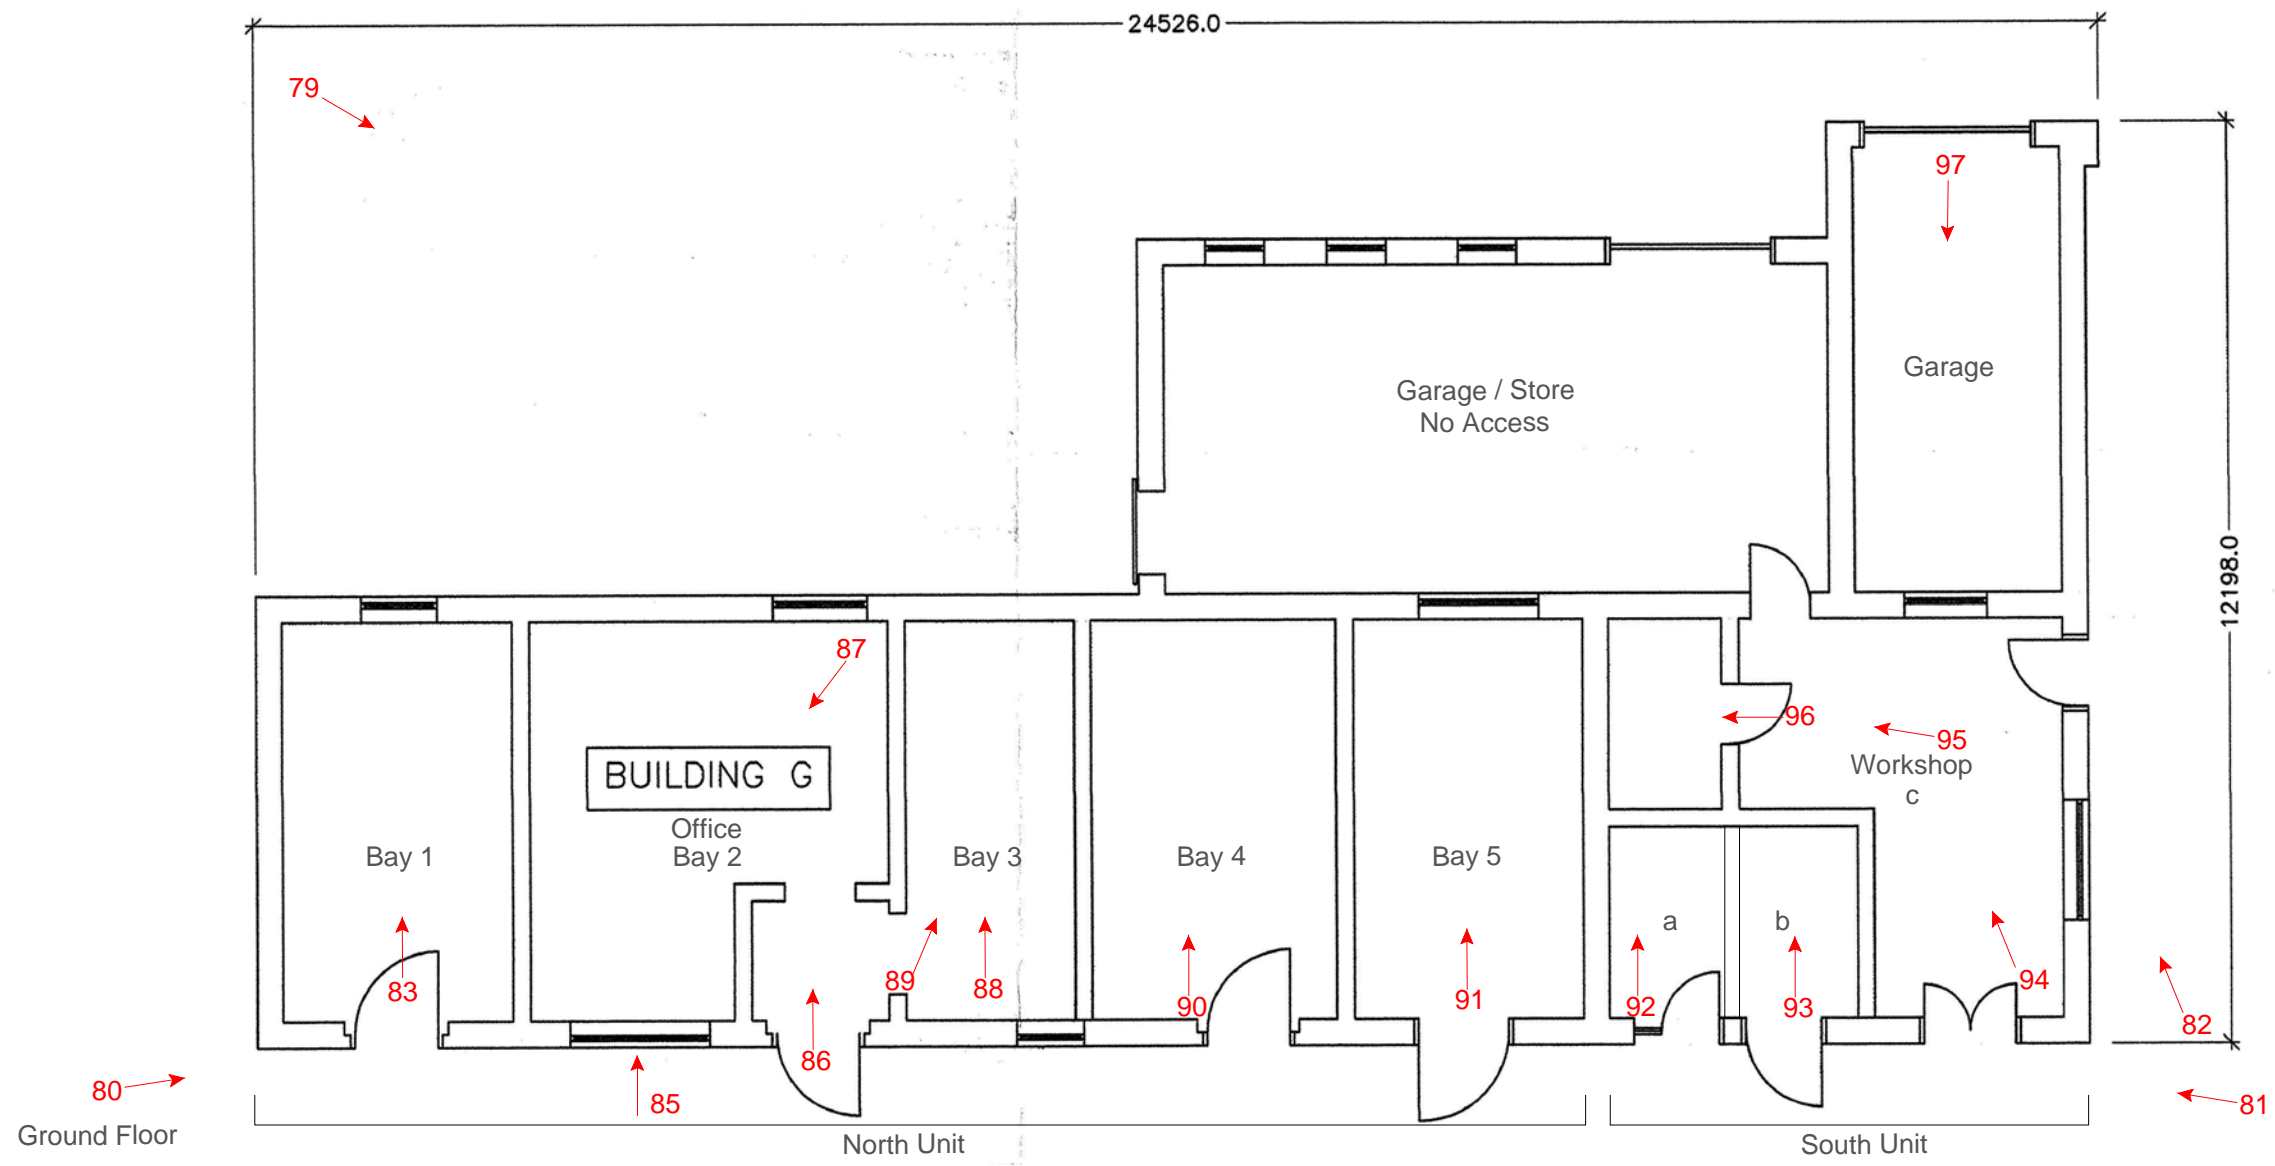 24526.0
79
97
Garage
Garage / Store
No Access
12198.0
87
96
95
Workshop
c
BUILDING G
Office
Bay 2
Bay 1
Bay 3
Bay 4
Bay 5
a
b
83
89
88
90
91
92
93
94
82
86
80
85
81
Ground Floor
North Unit
South Unit